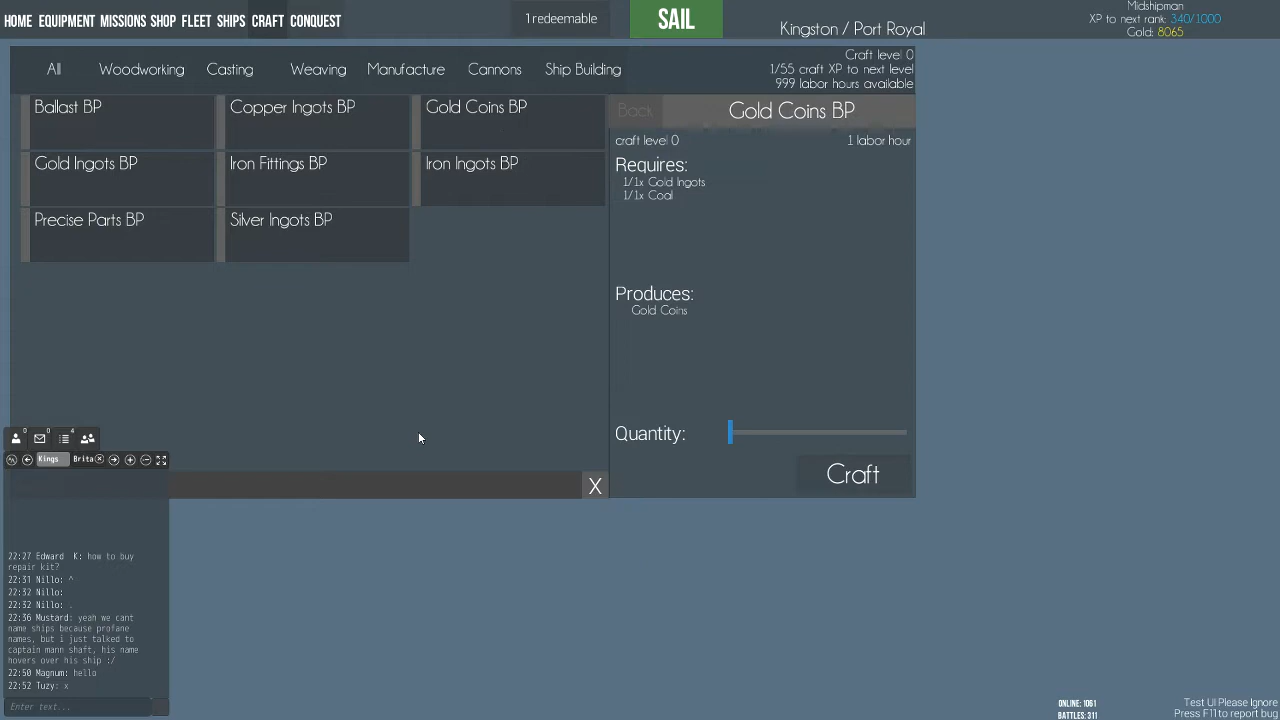 HOME EQUIPMENT MISSIONS SHOP FLEET SHIPS CRAFT CONQUEST
1 redeemable
SAIL
Kingston / Port Royal
Midshipman
XP to next rank: 340/1000
Gold: 8065
All Woodworking Casting Weaving Manufacture Cannons Ship Building
Craft level 0
1/55 craft XP to next level
999 labor hours available
Ballast BP
Copper Ingots BP
Gold Coins BP
Gold Ingots BP
Iron Fittings BP
Iron Ingots BP
Precise Parts BP
Silver Ingots BP
Back
Gold Coins BP
craft level 0
1 labor hour
Requires:
1/1x Gold Ingots
1/1x Coal
Produces:
Gold Coins
Quantity:
Craft
X
0 0 4
Kings
Brita
22:27 Edward K: how to buy
repair kit?
22:31 Nillo: ^
22:32 Nillo:
22:32 Nillo: .
22:36 Mustard: yeah we cant
name ships because profane
names, but i just talked to
captain mann shaft, his name
hovers over his ship :/
22:50 Magnum: hello
22:52 Tuzy: x
Enter text...
ONLINE: 1061
BATTLES: 311
Test UI Please Ignore
Press F11 to report bug